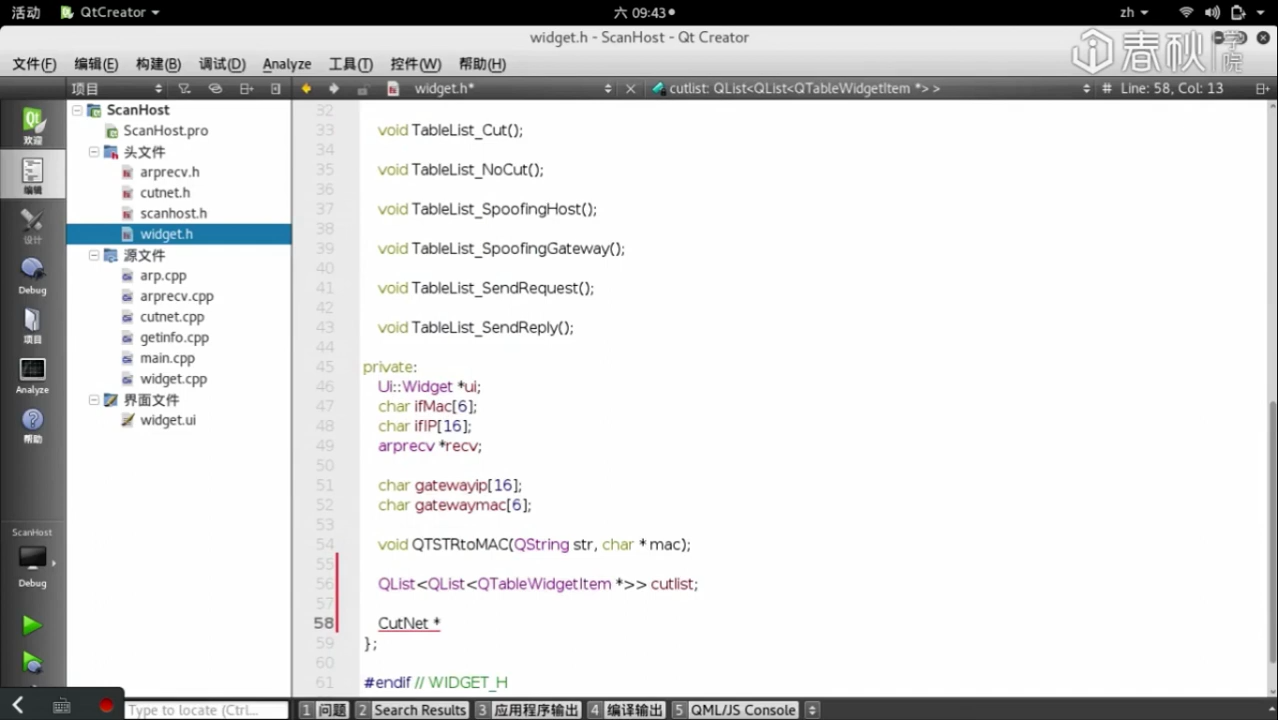 活动 QtCreator 六 09:43 zh
widget.h - ScanHost - Qt Creator
春秋学院
文件(F) 编辑(E) 构建(B) 调试(D) Analyze 工具(T) 控件(W) 帮助(H)
项目 widget.h* cutlist: QList<QList<QTableWidgetItem *> > # Line: 58, Col: 13
欢迎
编辑
设计
Debug
项目
Analyze
帮助
ScanHost
Debug
ScanHost
ScanHost.pro
头文件
arprecv.h
cutnet.h
scanhost.h
widget.h
源文件
arp.cpp
arprecv.cpp
cutnet.cpp
getinfo.cpp
main.cpp
widget.cpp
界面文件
widget.ui
32
33 void TableList_Cut();
34
35 void TableList_NoCut();
36
37 void TableList_SpoofingHost();
38
39 void TableList_SpoofingGateway();
40
41 void TableList_SendRequest();
42
43 void TableList_SendReply();
44
45 private:
46 Ui::Widget *ui;
47 char ifMac[6];
48 char ifIP[16];
49 arprecv *recv;
50
51 char gatewayip[16];
52 char gatewaymac[6];
53
54 void QTSTRtoMAC(QString str, char * mac);
55
56 QList<QList<QTableWidgetItem *>> cutlist;
57
58 CutNet *
59 };
60
61 #endif // WIDGET_H
Type to locate (Ctrl... 1 问题 2 Search Results 3 应用程序输出 4 编译输出 5 QML/JS Console